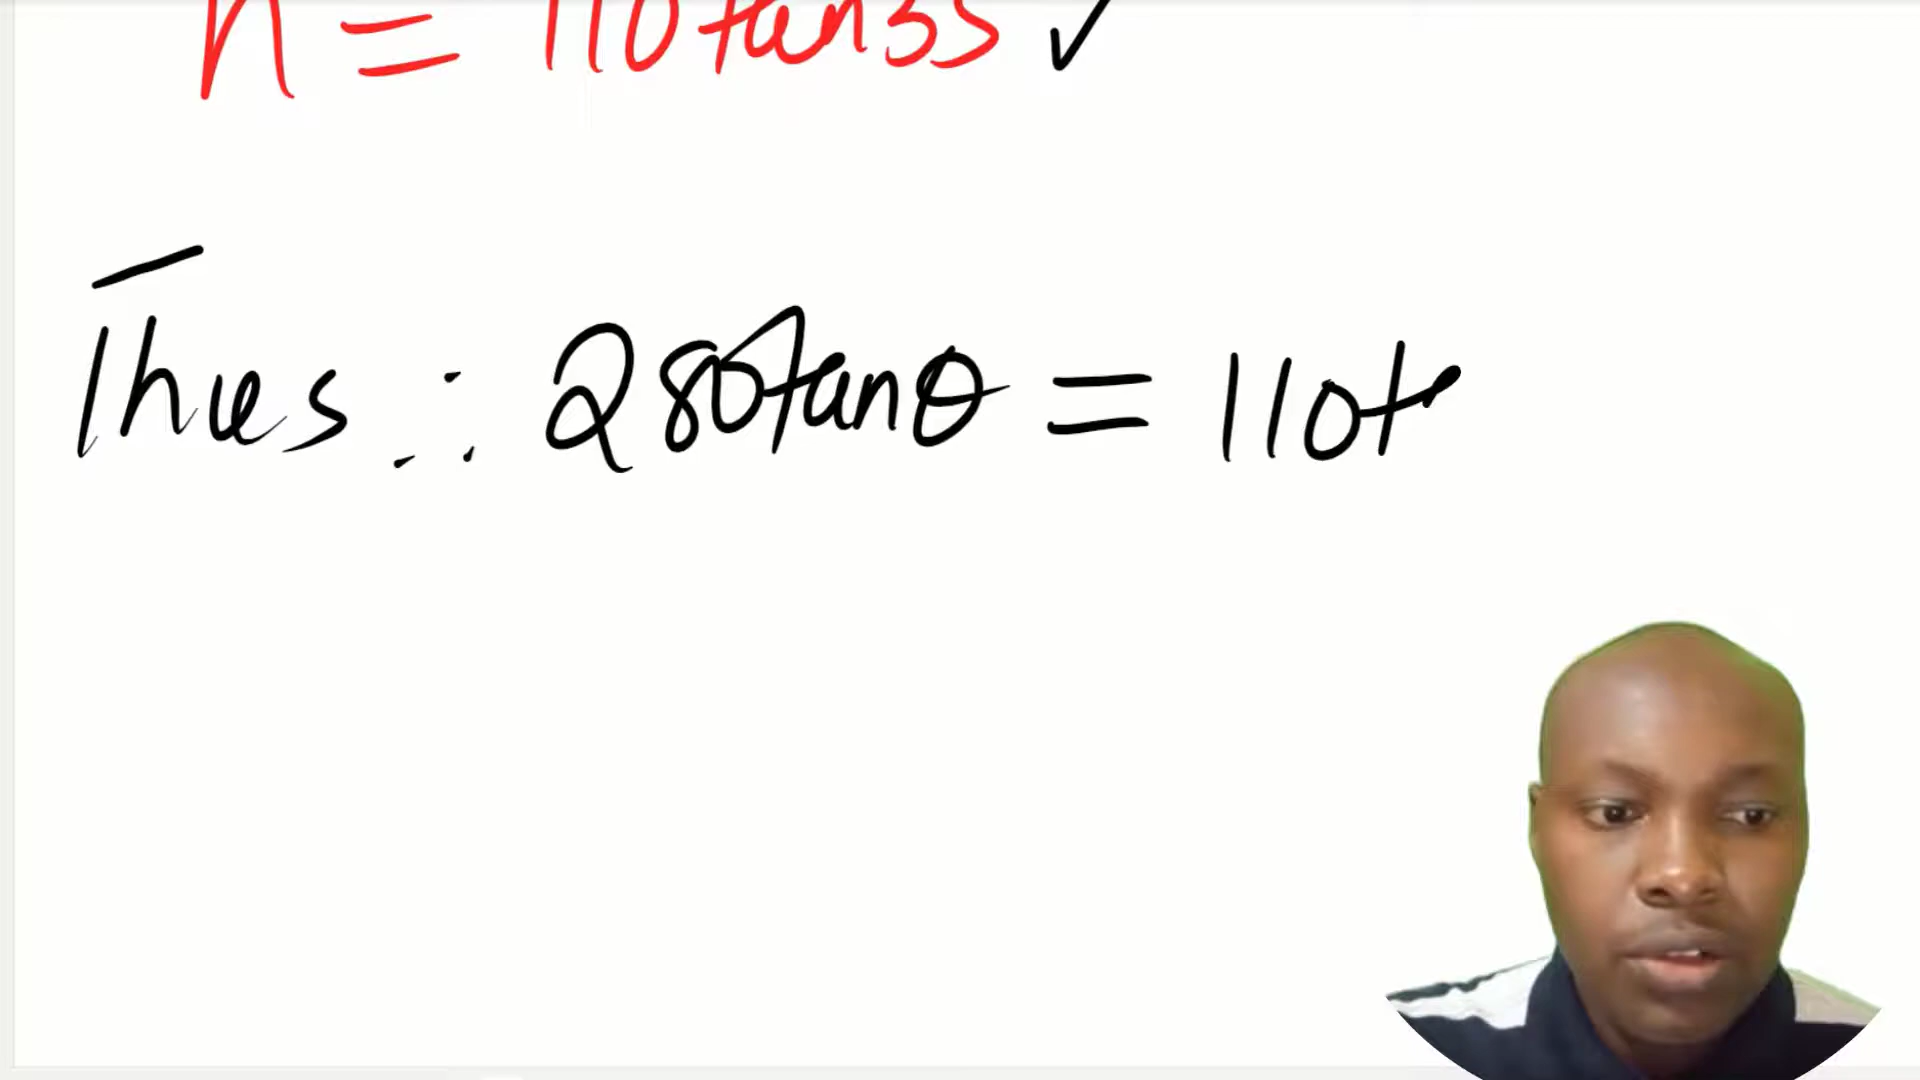 h = 110tan35 ✓
Thus ∴ 280tanθ = 110t